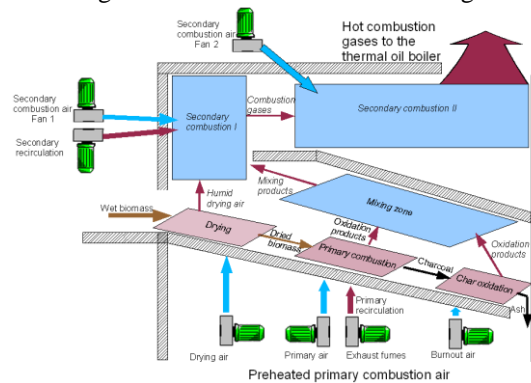 Secondary
combustion air
Fan 2
Hot combustion
gases to the
thermal oil boiler
Secondary
combustion air
Fan 1
Secondary
recirculation
Secondary
combustion I
Combustion
gases
Secondary combustion II
Humid
drying air
Mixing
products
Mixing zone
Wet biomass
Drying
Dried
biomass
Oxidation
products
Primary combustion
Charcoal
Oxidation
products
Char oxidation
Ash
Primary
recirculation
Drying air
Primary air
Exhaust fumes
Burnout air
Preheated primary combustion air